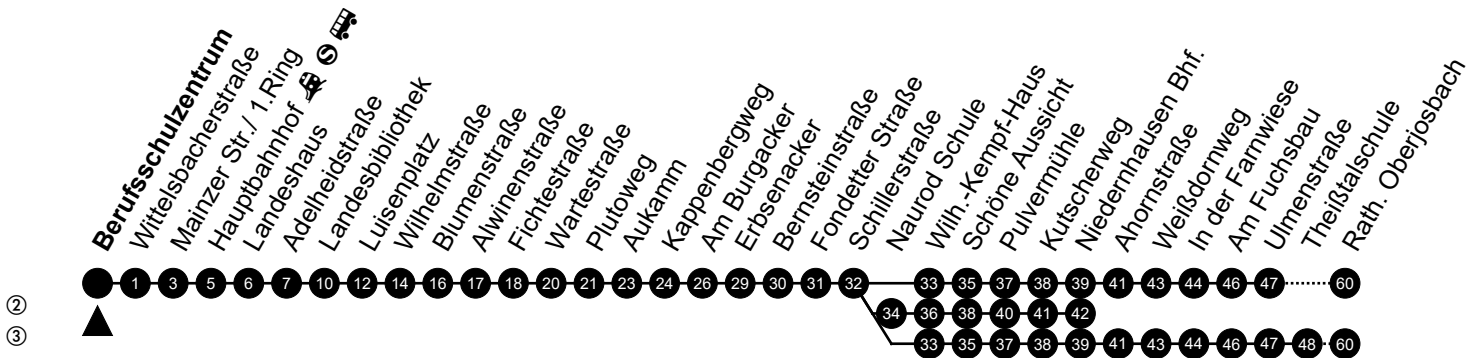 Berufsschulzentrum
Wittelsbacherstraße
Mainzer Str./ 1.Ring
Hauptbahnhof S
Landeshaus
Adelheidstraße
Landesbibliothek
Luisenplatz
Wilhelmstraße
Blumenstraße
Alwinenstraße
Fichtestraße
Wartestraße
Plutoweg
Aukamm
Kappenbergweg
Am Burgacker
Erbsenacker
Bernsteinstraße
Fondetter Straße
Schillerstraße
Naurod Schule
Wilh.-Kempf-Haus
Schöne Aussicht
Pulvermühle
Kutscherweg
Niedernhausen Bhf.
Ahornstraße
Weißdornweg
In der Farnwiese
Am Fuchsbau
Ulmenstraße
Theißtalschule
Rath. Oberjosbach
1 3 5 6 7 10 12 14 16 17 18 20 21 23 24 26 29 30 31 32 33 35 37 38 39 41 43 44 46 47 60
② 34 36 38 40 41 42
③ 33 35 37 38 39 41 43 44 46 47 48 60